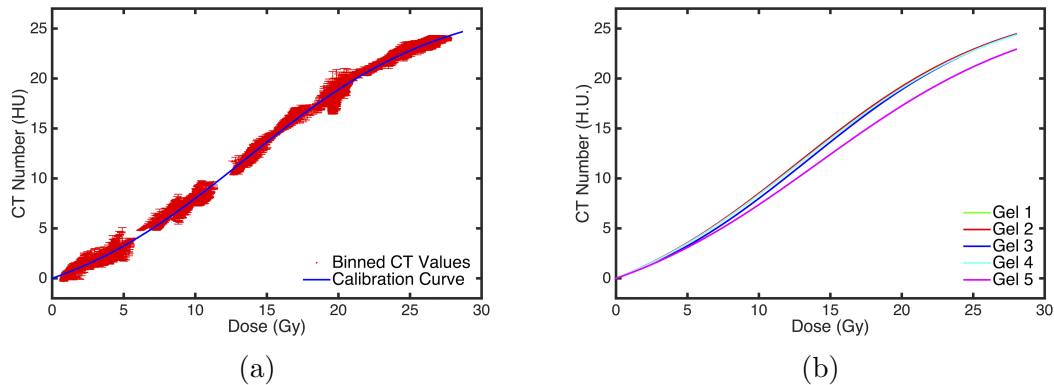 25
20
15
10
5
0
CT Number (HU)
Binned CT Values
Calibration Curve
0 5 10 15 20 25 30
Dose (Gy)
(a)
25
20
15
10
5
0
CT Number (H.U.)
Gel 1
Gel 2
Gel 3
Gel 4
Gel 5
0 5 10 15 20 25 30
Dose (Gy)
(b)